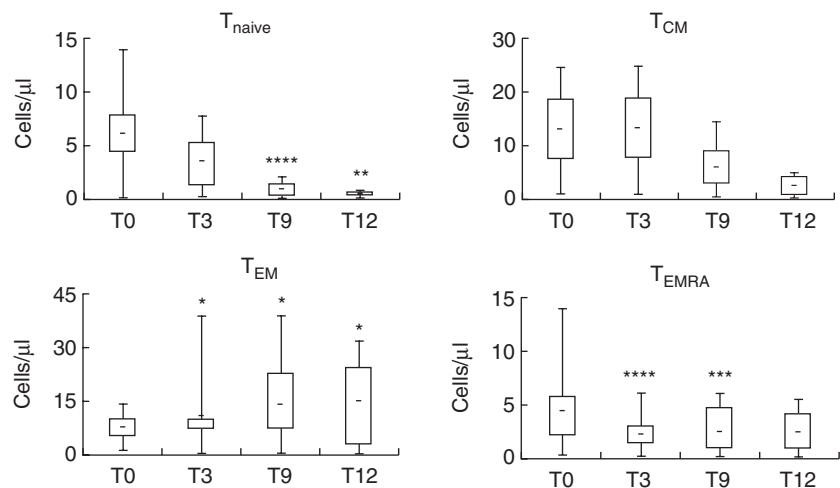 T_naive
Cells/µl
15
10
5
0
****
**
T0 T3 T9 T12
T_CM
Cells/µl
30
20
10
0
T0 T3 T9 T12
T_EM
Cells/µl
45
30
15
0
* * *
T0 T3 T9 T12
T_EMRA
Cells/µl
15
10
5
0
**** ***
T0 T3 T9 T12